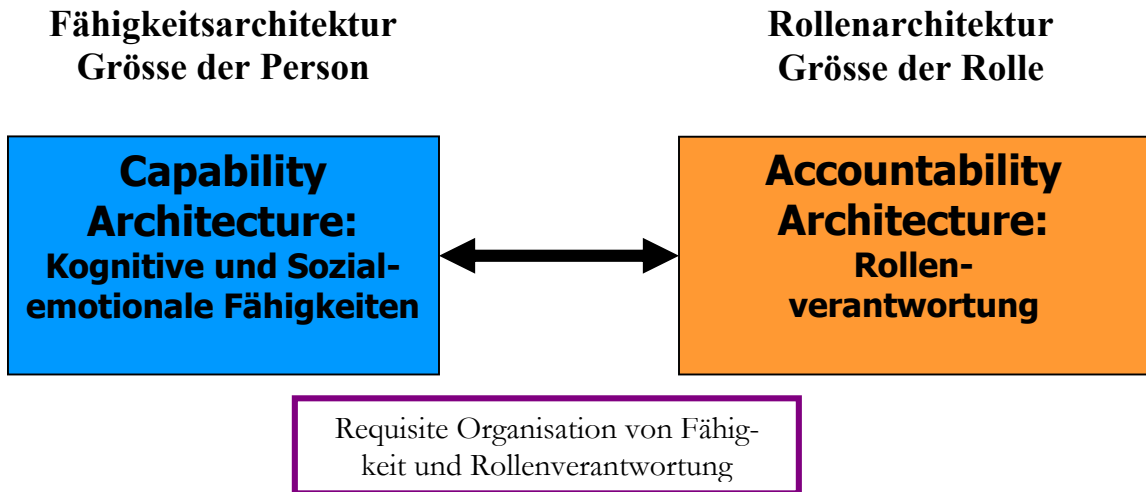 Fähigkeitsarchitektur
Grösse der Person
Rollenarchitektur
Grösse der Rolle
Capability
Architecture:
Kognitive und Sozial-
emotionale Fähigkeiten
Accountability
Architecture:
Rollen-
verantwortung
Requisite Organisation von Fähig-
keit und Rollenverantwortung